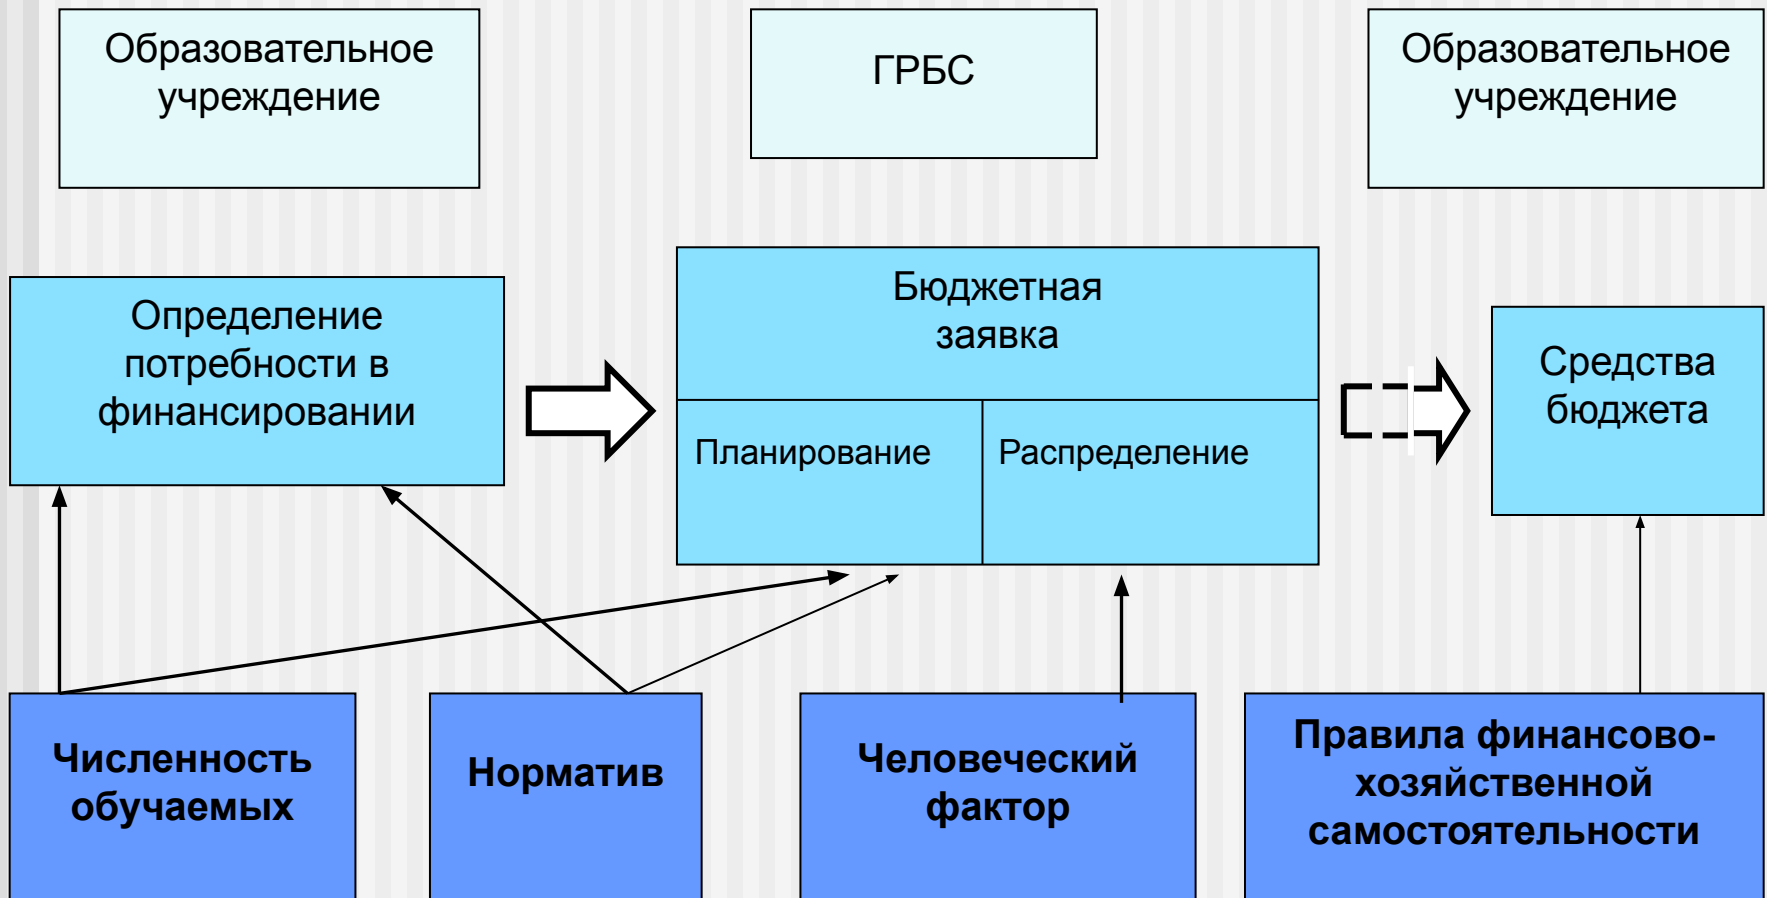 Образовательное
учреждение
ГРБС
Образовательное
учреждение
Определение
потребности в
финансировании
Бюджетная
заявка
Планирование
Распределение
Средства
бюджета
Численность
обучаемых
Норматив
Человеческий
фактор
Правила финансово-
хозяйственной
самостоятельности